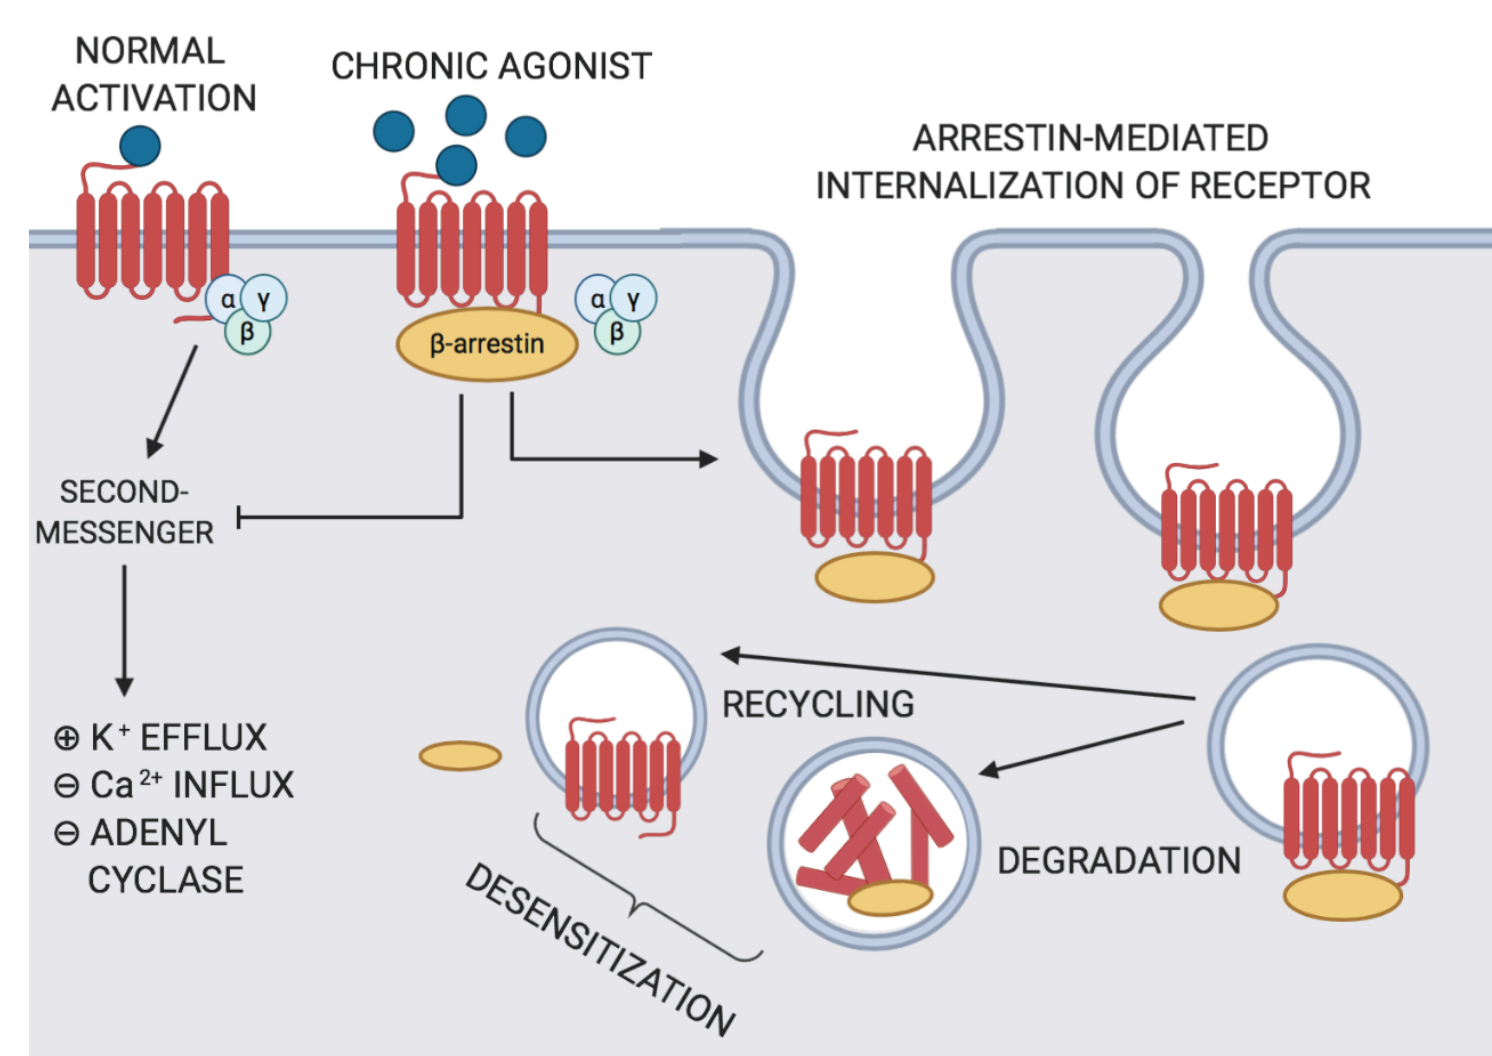 NORMAL
ACTIVATION
CHRONIC AGONIST
ARRESTIN-MEDIATED
INTERNALIZATION OF RECEPTOR
α γ
β
β-arrestin
α γ
β
SECOND-
MESSENGER
⊕ K⁺ EFFLUX
⊖ Ca²⁺ INFLUX
⊖ ADENYL
CYCLASE
RECYCLING
DEGRADATION
DESENSITIZATION